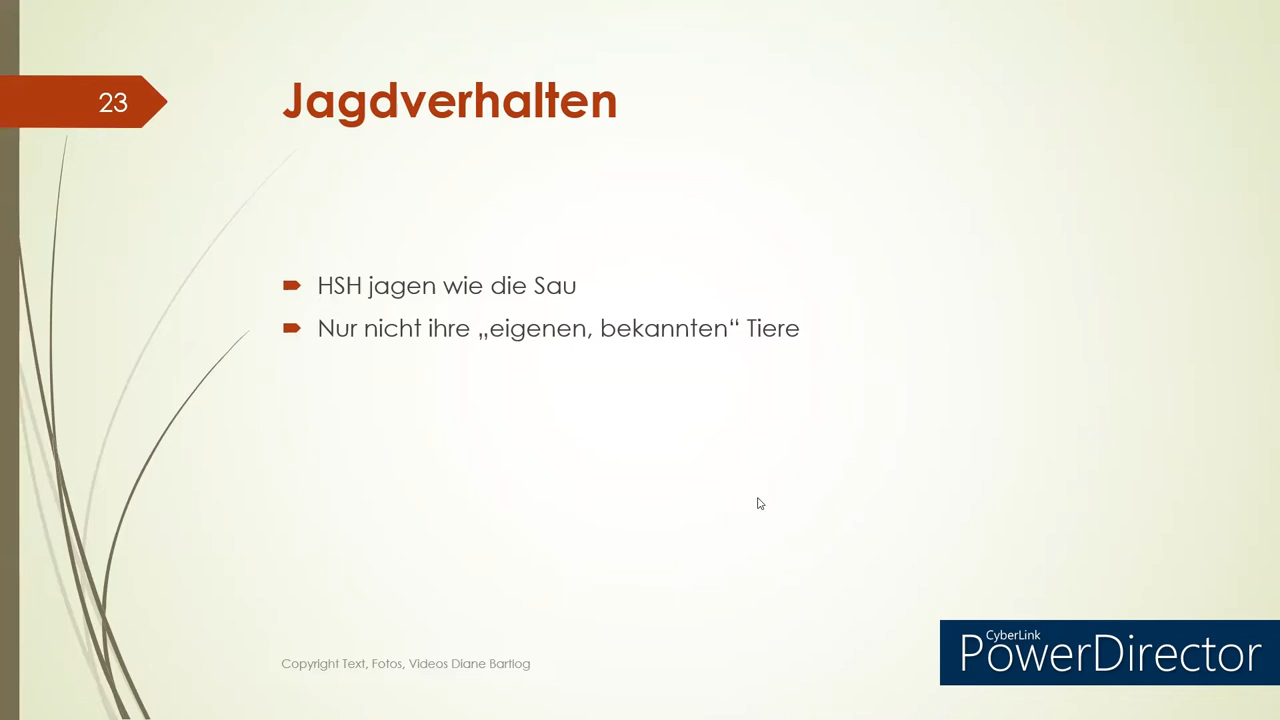 23
Jagdverhalten
HSH jagen wie die Sau
Nur nicht ihre „eigenen, bekannten“ Tiere
Copyright Text, Fotos, Videos Diane Bartlog
CyberLink
PowerDirector